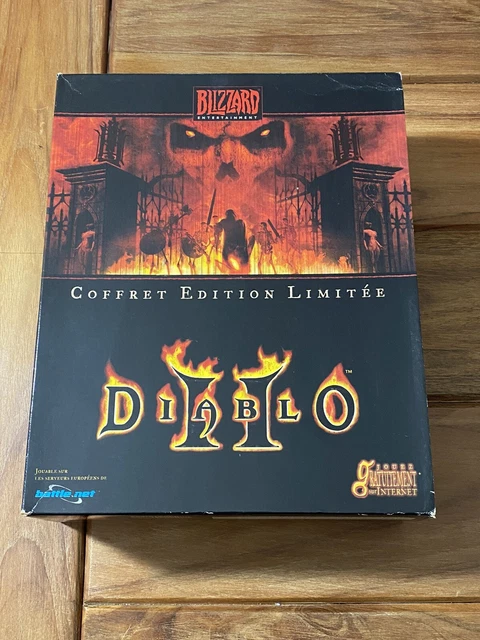 BLIZZARD
ENTERTAINMENT
COFFRET EDITION LIMITÉE
DIABLO II
™
JOUABLE SUR
LES SERVEURS EUROPÉENS DE
battle.net
JOUEZ
GRATUITEMENT
SUR INTERNET